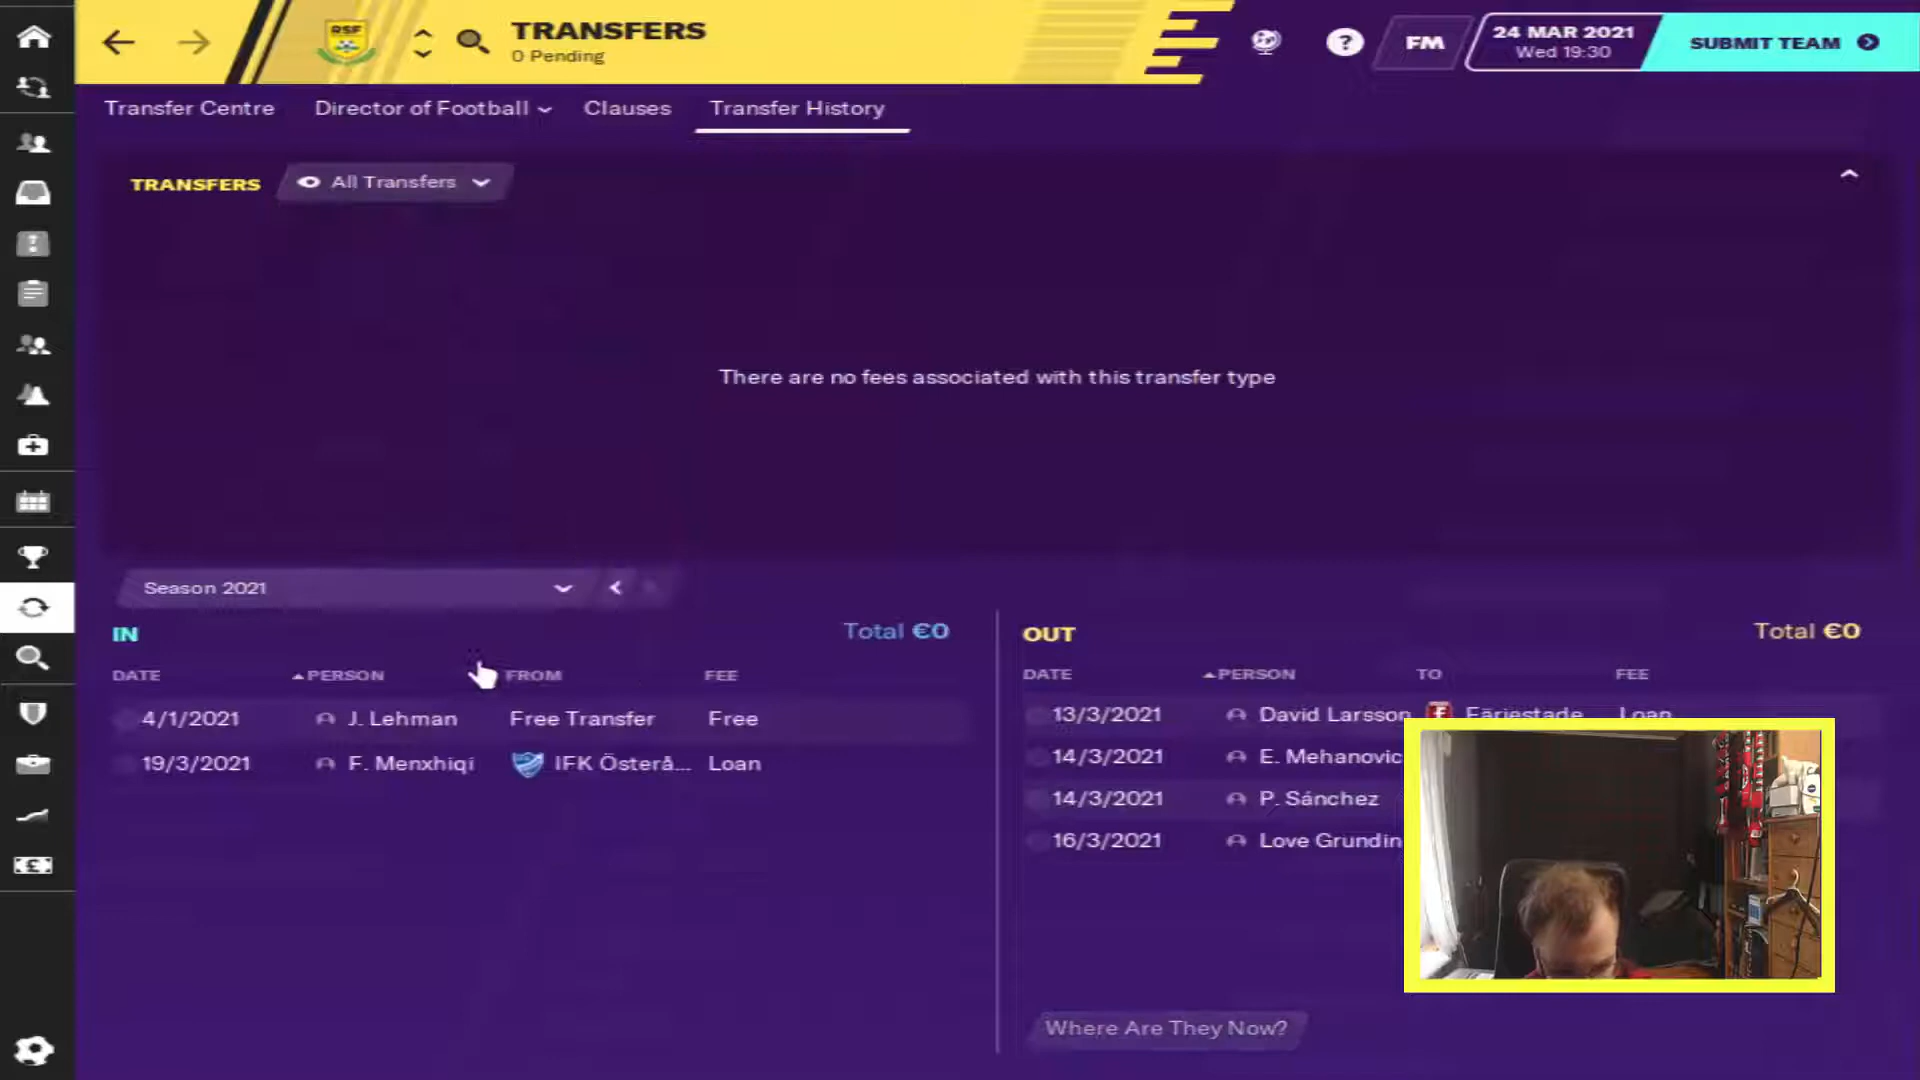 RSF
TRANSFERS
0 Pending
?
FM
24 MAR 2021
Wed 19:30
SUBMIT TEAM
Transfer Centre
Director of Football
Clauses
Transfer History
TRANSFERS
All Transfers
There are no fees associated with this transfer type
Season 2021
IN
Total €0
DATE
PERSON
FROM
FEE
4/1/2021 J. Lehman Free Transfer Free
19/3/2021 F. Menxhiqi IFK Österå... Loan
OUT
Total €0
DATE
PERSON
TO
FEE
13/3/2021 David Larsson Färjestade Loan
14/3/2021 E. Mehanovic
14/3/2021 P. Sánchez
16/3/2021 Love Grundin
Where Are They Now?